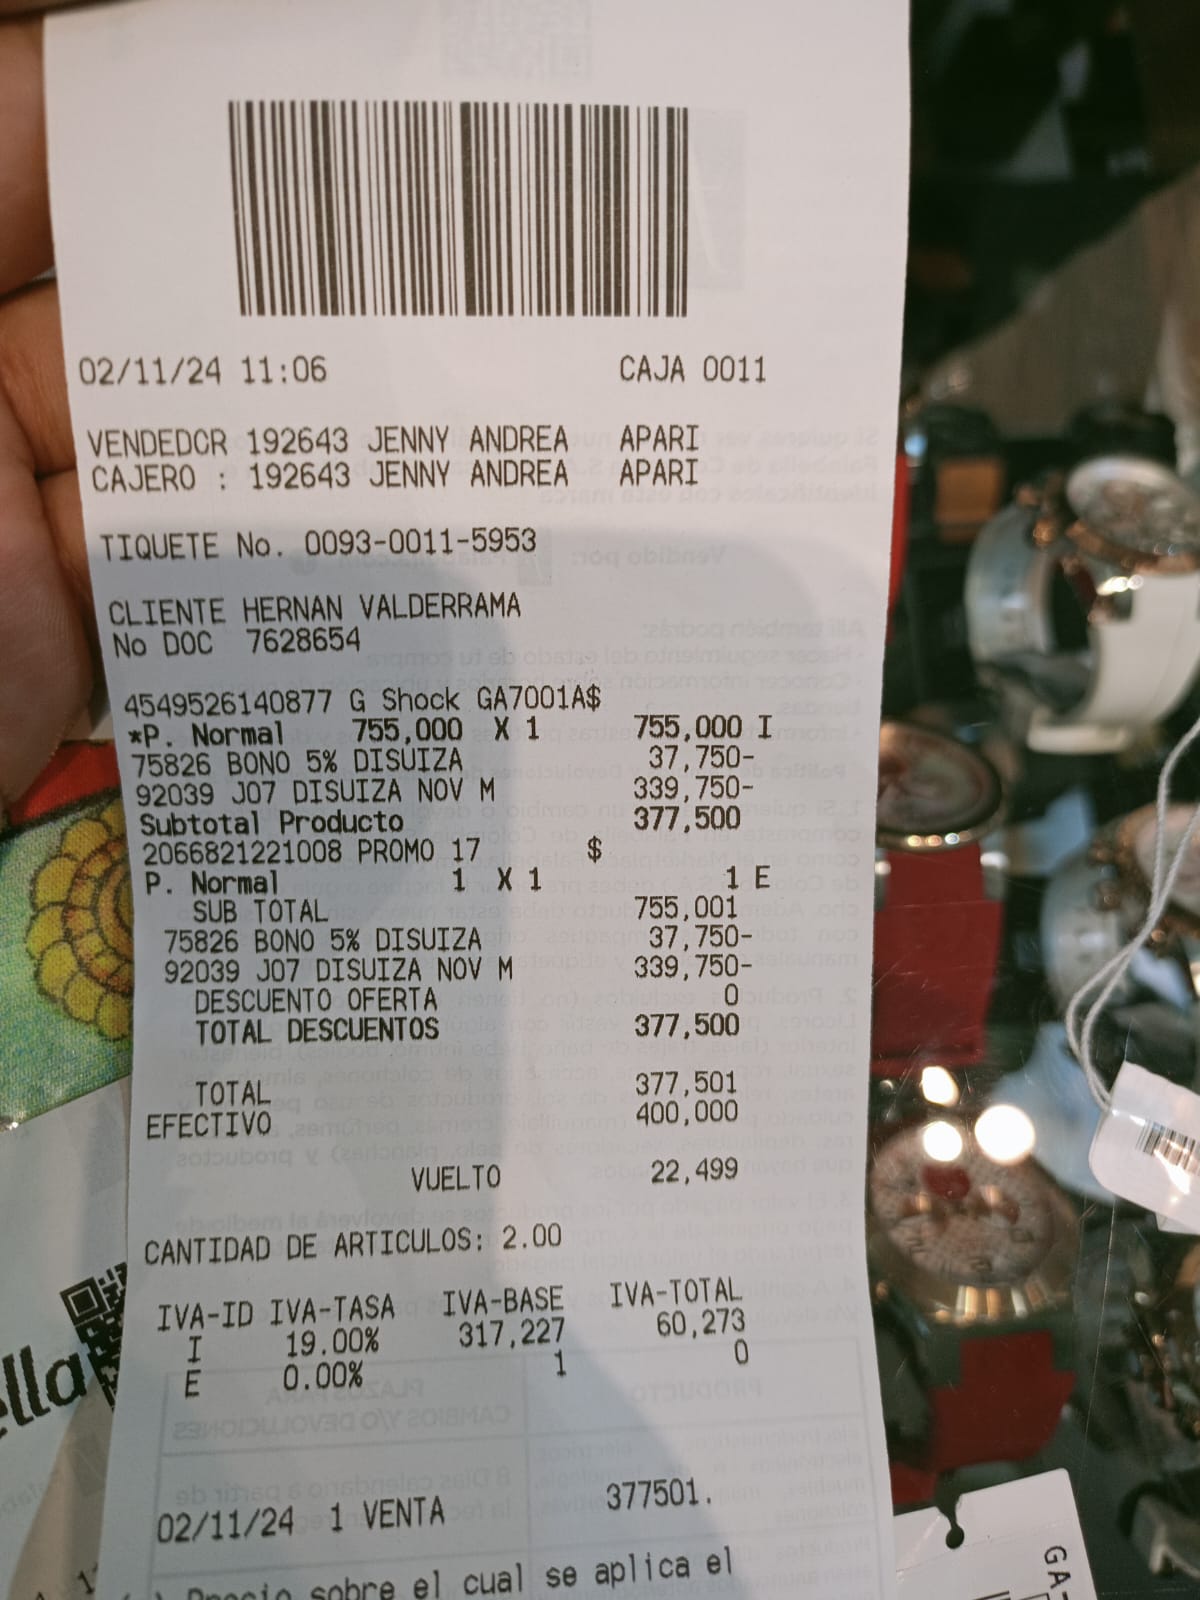 02/11/24 11:06 CAJA 0011
VENDEDOR 192643 JENNY ANDREA APARI
CAJERO : 192643 JENNY ANDREA APARI
TIQUETE No. 0093-0011-5953
CLIENTE HERNAN VALDERRAMA
No DOC 7628654
4549526140877 G Shock GA7001A$
*P. Normal 755,000 X 1 755,000 I
75826 BONO 5% DISUIZA 37,750-
92039 J07 DISUIZA NOV M 339,750-
Subtotal Producto 377,500
2066821221008 PROMO 17 $
P. Normal 1 X 1 1 E
SUB TOTAL 755,001
75826 BONO 5% DISUIZA 37,750-
92039 J07 DISUIZA NOV M 339,750-
DESCUENTO OFERTA 0
TOTAL DESCUENTOS 377,500
TOTAL 377,501
EFECTIVO 400,000
VUELTO 22,499
CANTIDAD DE ARTICULOS: 2.00
IVA-ID IVA-TASA IVA-BASE IVA-TOTAL
I 19.00% 317,227 60,273
E 0.00% 1 0
02/11/24 1 VENTA 377501.
Precio sobre el cual se aplica el
ella
GA-